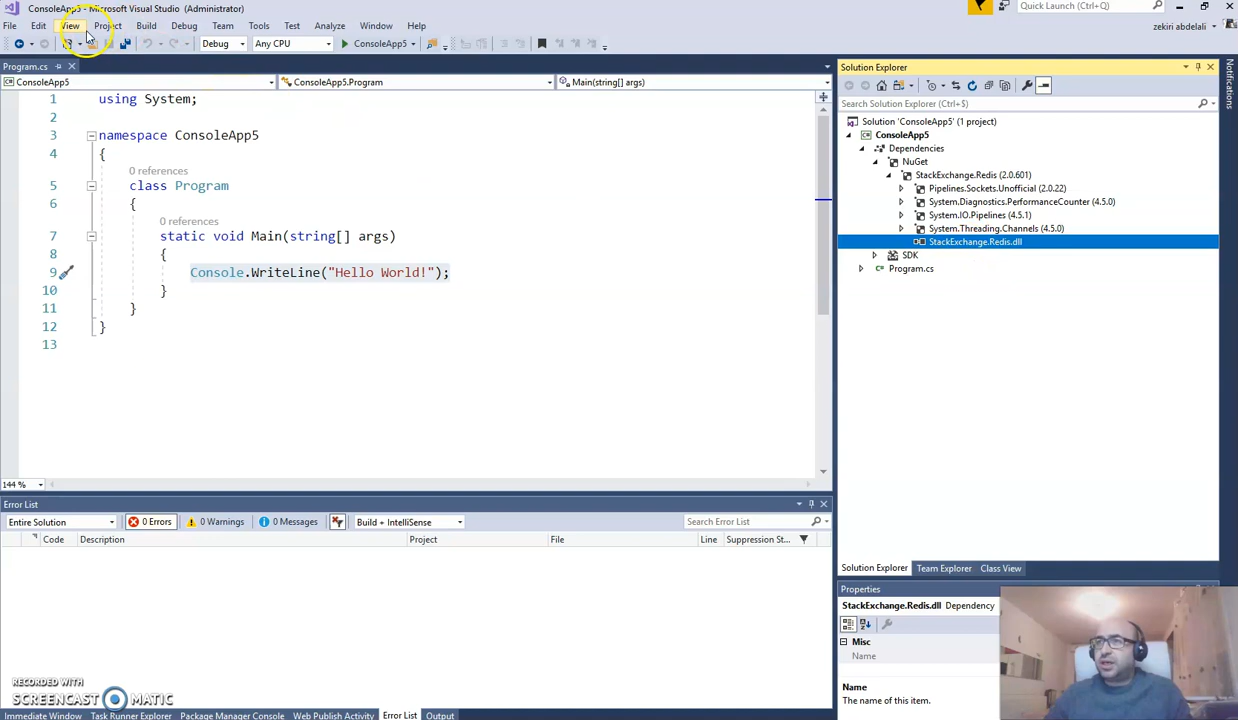 ConsoleApp5 - Microsoft Visual Studio (Administrator)
Quick Launch (Ctrl+Q)
File Edit View Project Build Debug Team Tools Test Analyze Window Help
zekiri abdelali
Debug Any CPU ConsoleApp5
Program.cs
ConsoleApp5 ConsoleApp5.Program Main(string[] args)
1 using System;
2
3 namespace ConsoleApp5
4 {
0 references
5 class Program
6 {
0 references
7 static void Main(string[] args)
8 {
9 Console.WriteLine("Hello World!");
10 }
11 }
12 }
13
144 %
Solution Explorer
Search Solution Explorer (Ctrl+$)
Solution 'ConsoleApp5' (1 project)
ConsoleApp5
Dependencies
NuGet
StackExchange.Redis (2.0.601)
Pipelines.Sockets.Unofficial (2.0.22)
System.Diagnostics.PerformanceCounter (4.5.0)
System.IO.Pipelines (4.5.1)
System.Threading.Channels (4.5.0)
StackExchange.Redis.dll
SDK
Program.cs
Notifications
Solution Explorer Team Explorer Class View
Properties
StackExchange.Redis.dll Dependency
Misc
Name
Name
The name of this item.
Error List
Entire Solution 0 Errors 0 Warnings 0 Messages Build + IntelliSense Search Error List
Code Description Project File Line Suppression St...
RECORDED WITH
SCREENCAST MATIC
Immediate Window Task Runner Explorer Package Manager Console Web Publish Activity Error List Output